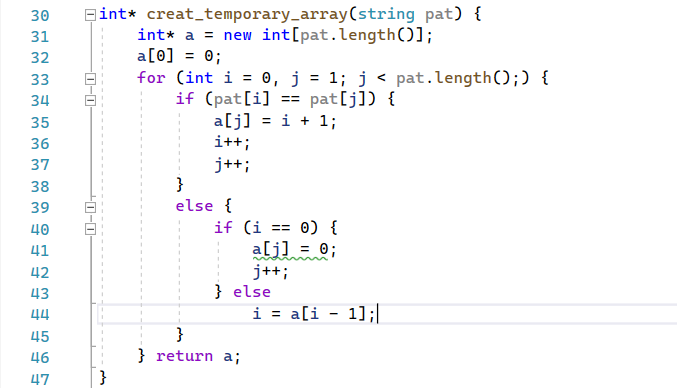 30 int* creat_temporary_array(string pat) {
31     int* a = new int[pat.length()];
32     a[0] = 0;
33     for (int i = 0, j = 1; j < pat.length();) {
34         if (pat[i] == pat[j]) {
35             a[j] = i + 1;
36             i++;
37             j++;
38         }
39         else {
40             if (i == 0) {
41                 a[j] = 0;
42                 j++;
43             } else
44                 i = a[i - 1];
45         }
46     } return a;
47 }